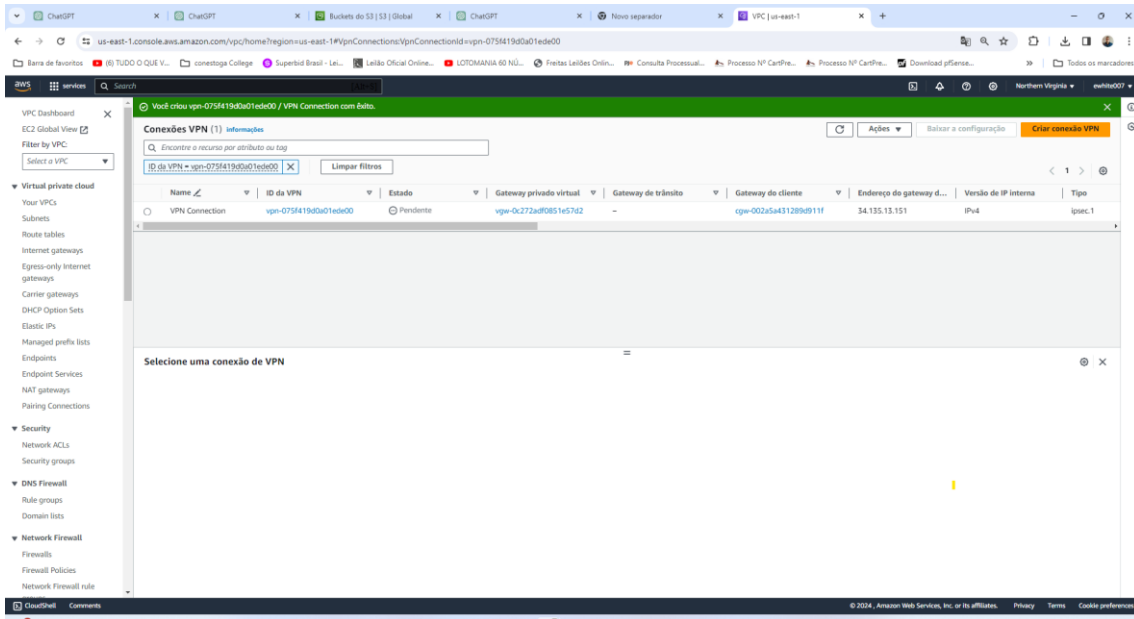 ChatGPT
ChatGPT
Buckets do S3 | S3 | Global
ChatGPT
Novo separador
VPC | us-east-1
us-east-1.console.aws.amazon.com/vpc/home?region=us-east-1#VpnConnections:VpnConnectionId=vpn-075f419d0a01ede00
Barra de favoritos
(6) TUDO O QUE V...
conestoga College
Superbid Brasil - Lei...
Leilão Oficial Online...
LOTOMANIA 60 NÚ...
Freitas Leilões Onlin...
Consulta Processual...
Processo Nº CartPre...
Processo Nº CartPre...
Download pfSense...
Todos os marcadores
aws
services
Search
[Alt+S]
Northern Virginia
ewhite007
VPC Dashboard
EC2 Global View
Filter by VPC:
Select a VPC
Virtual private cloud
Your VPCs
Subnets
Route tables
Internet gateways
Egress-only Internet
gateways
Carrier gateways
DHCP Option Sets
Elastic IPs
Managed prefix lists
Endpoints
Endpoint Services
NAT gateways
Pairing Connections
Security
Network ACLs
Security groups
DNS Firewall
Rule groups
Domain lists
Network Firewall
Firewalls
Firewall Policies
Network Firewall rule
Você criou vpn-075f419d0a01ede00 / VPN Connection com êxito.
Conexões VPN (1) informações
Ações
Baixar a configuração
Criar conexão VPN
Encontre o recurso por atributo ou tag
ID da VPN = vpn-075f419d0a01ede00
Limpar filtros
1
Name
ID da VPN
Estado
Gateway privado virtual
Gateway de trânsito
Gateway do cliente
Endereço do gateway d...
Versão de IP interna
Tipo
VPN Connection
vpn-075f419d0a01ede00
Pendente
vgw-0c272adf0851e57d2
–
cgw-002a5a431289d911f
34.135.13.151
IPv4
ipsec.1
Selecione uma conexão de VPN
CloudShell
Comments
© 2024, Amazon Web Services, Inc. or its affiliates.
Privacy
Terms
Cookie preferences